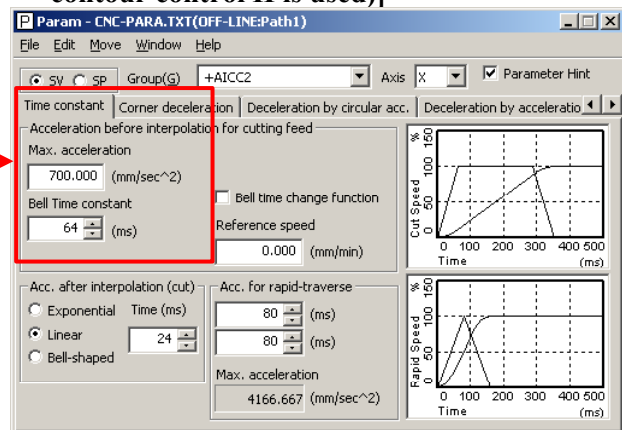 contour control II is used)]
Param - CNC-PARA.TXT(OFF-LINE:Path1)
File Edit Move Window Help
SV SP Group(G) +AICC2 Axis X Parameter Hint
Time constant Corner deceleration Deceleration by circular acc. Deceleration by acceleratio
Acceleration before interpolation for cutting feed
Max. acceleration
700.000 (mm/sec^2)
Bell Time constant
64 (ms)
Bell time change function
Reference speed
0.000 (mm/min)
% 150
100
50
0
Cut Speed
0 100 200 300 400 500
Time (ms)
Acc. after interpolation (cut)
Exponential Time (ms)
Linear 24
Bell-shaped
Acc. for rapid-traverse
80 (ms)
80 (ms)
Max. acceleration
4166.667 (mm/sec^2)
% 150
100
50
0
Rapid Speed
0 100 200 300 400 500
Time (ms)